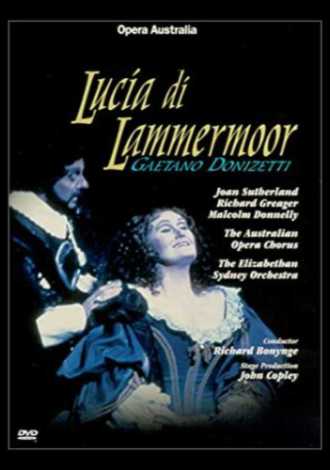 Opera Australia
Lucia di
Lammermoor
GAETANO DONIZETTI
Joan Sutherland
Richard Greager
Malcolm Donnelly
The Australian
Opera Chorus
The Elizabethan
Sydney Orchestra
Conductor
Richard Bonynge
Stage Production
John Copley
DVD